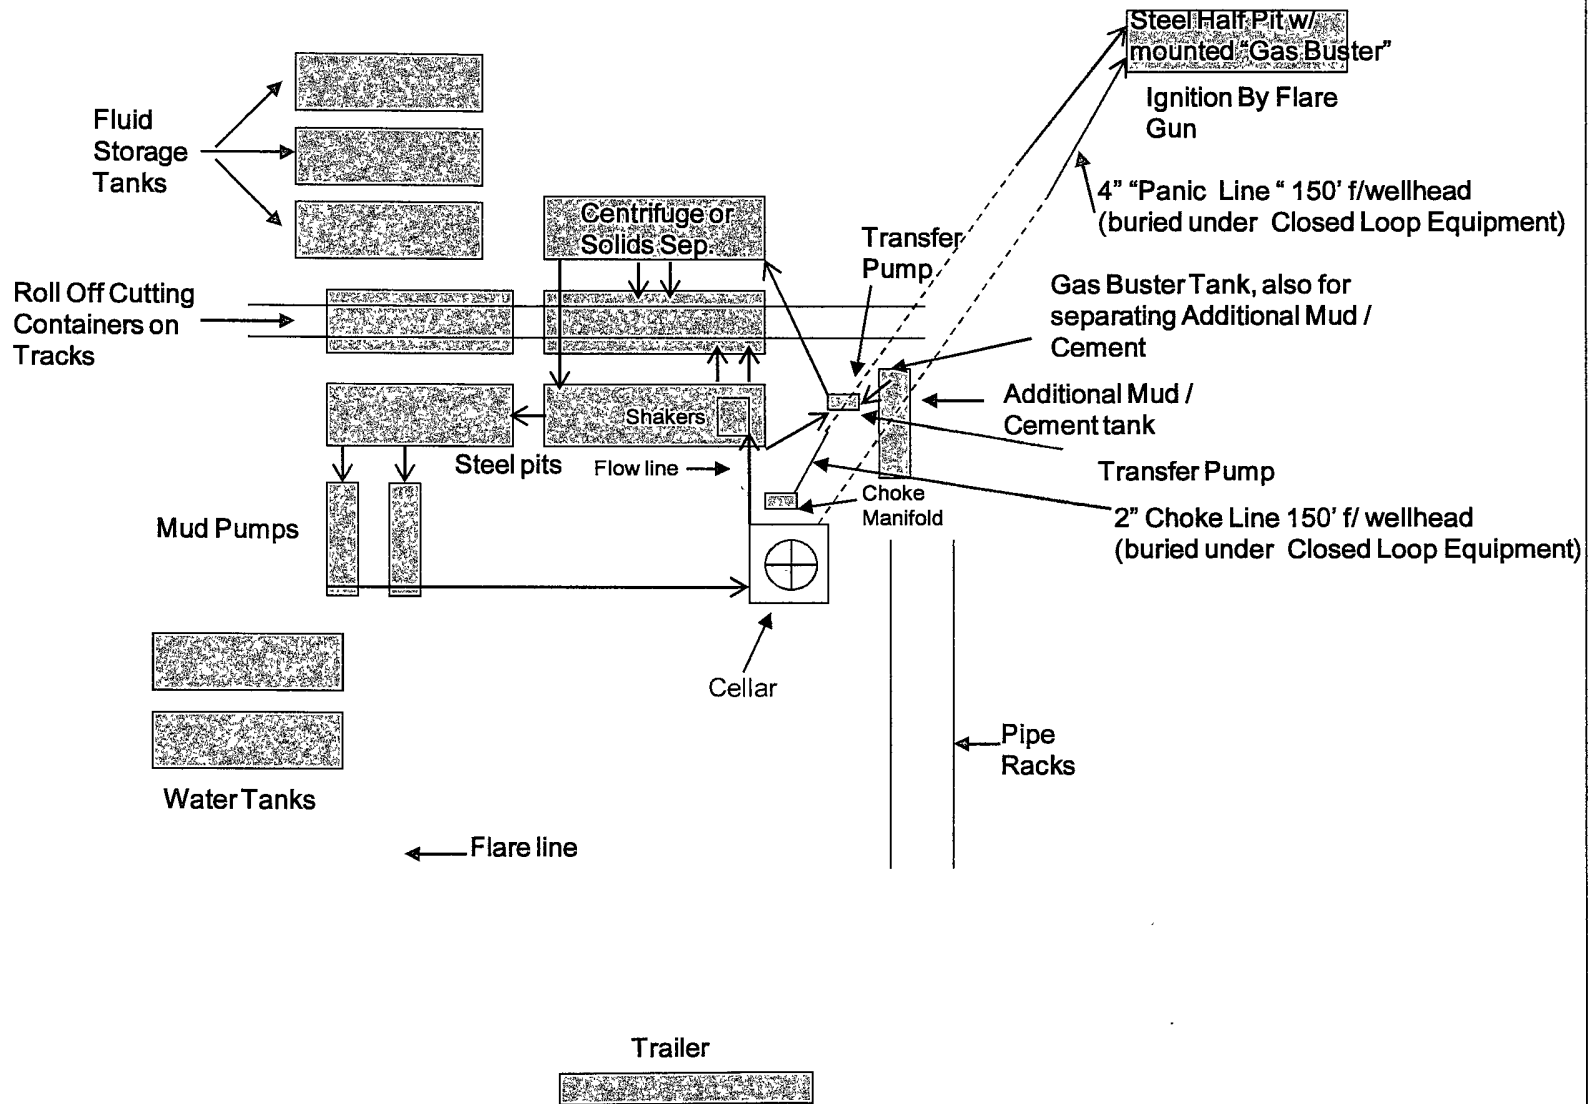 Steel Half Pit w/
mounted “Gas Buster”
Ignition By Flare
Gun
Fluid
Storage
Tanks
4” “Panic Line “ 150’ f/wellhead
(buried under Closed Loop Equipment)
Centrifuge or
Solids Sep.
Transfer
Pump
Roll Off Cutting
Containers on
Tracks
Gas Buster Tank, also for
separating Additional Mud /
Cement
Shakers
Additional Mud /
Cement tank
Steel pits
Flow line
Transfer Pump
Choke
Manifold
Mud Pumps
2” Choke Line 150’ f/ wellhead
(buried under Closed Loop Equipment)
Cellar
Pipe
Racks
Water Tanks
Flare line
Trailer